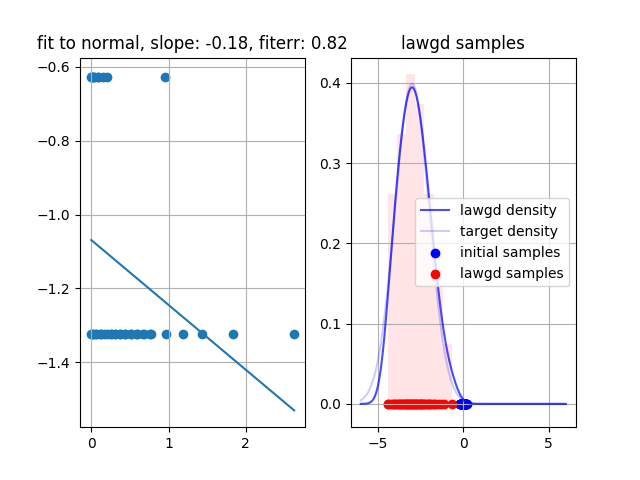 fit to normal, slope: -0.18, fiterr: 0.82
lawgd samples
−0.6
−0.8
−1.0
−1.2
−1.4
0
1
2
0.4
0.3
0.2
0.1
0.0
−5
0
5
lawgd density
target density
initial samples
lawgd samples